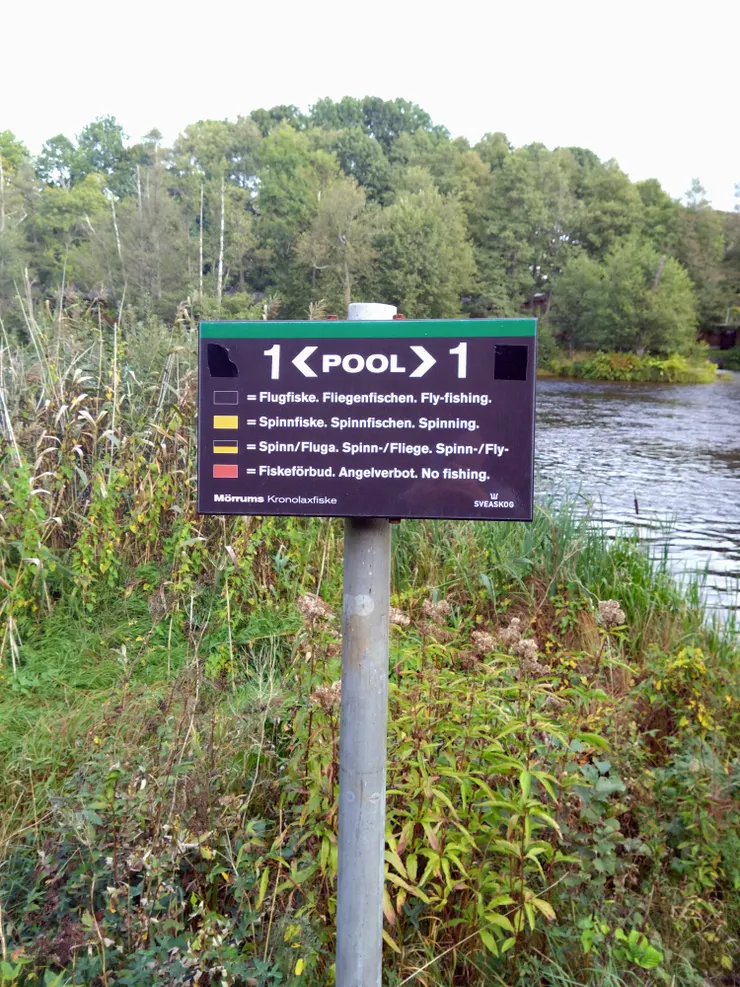 1 < POOL > 1
= Flugfiske. Fliegenfischen. Fly-fishing.
= Spinnfiske. Spinnfischen. Spinning.
= Spinn/Fluga. Spinn-/Fliege. Spinn-/Fly-
= Fiskeförbud. Angelverbot. No fishing.
Mörrums Kronolaxfiske
SVEASKOG